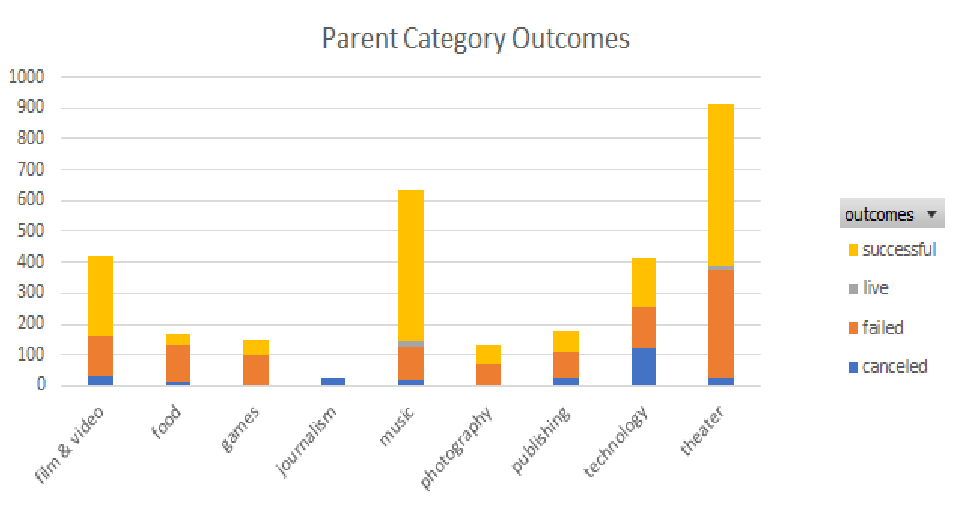 Parent Category Outcomes
1000
900
800
700
600
500
400
300
200
100
0
film & video
food
games
journalism
music
photography
publishing
technology
theater
outcomes
successful
live
failed
canceled